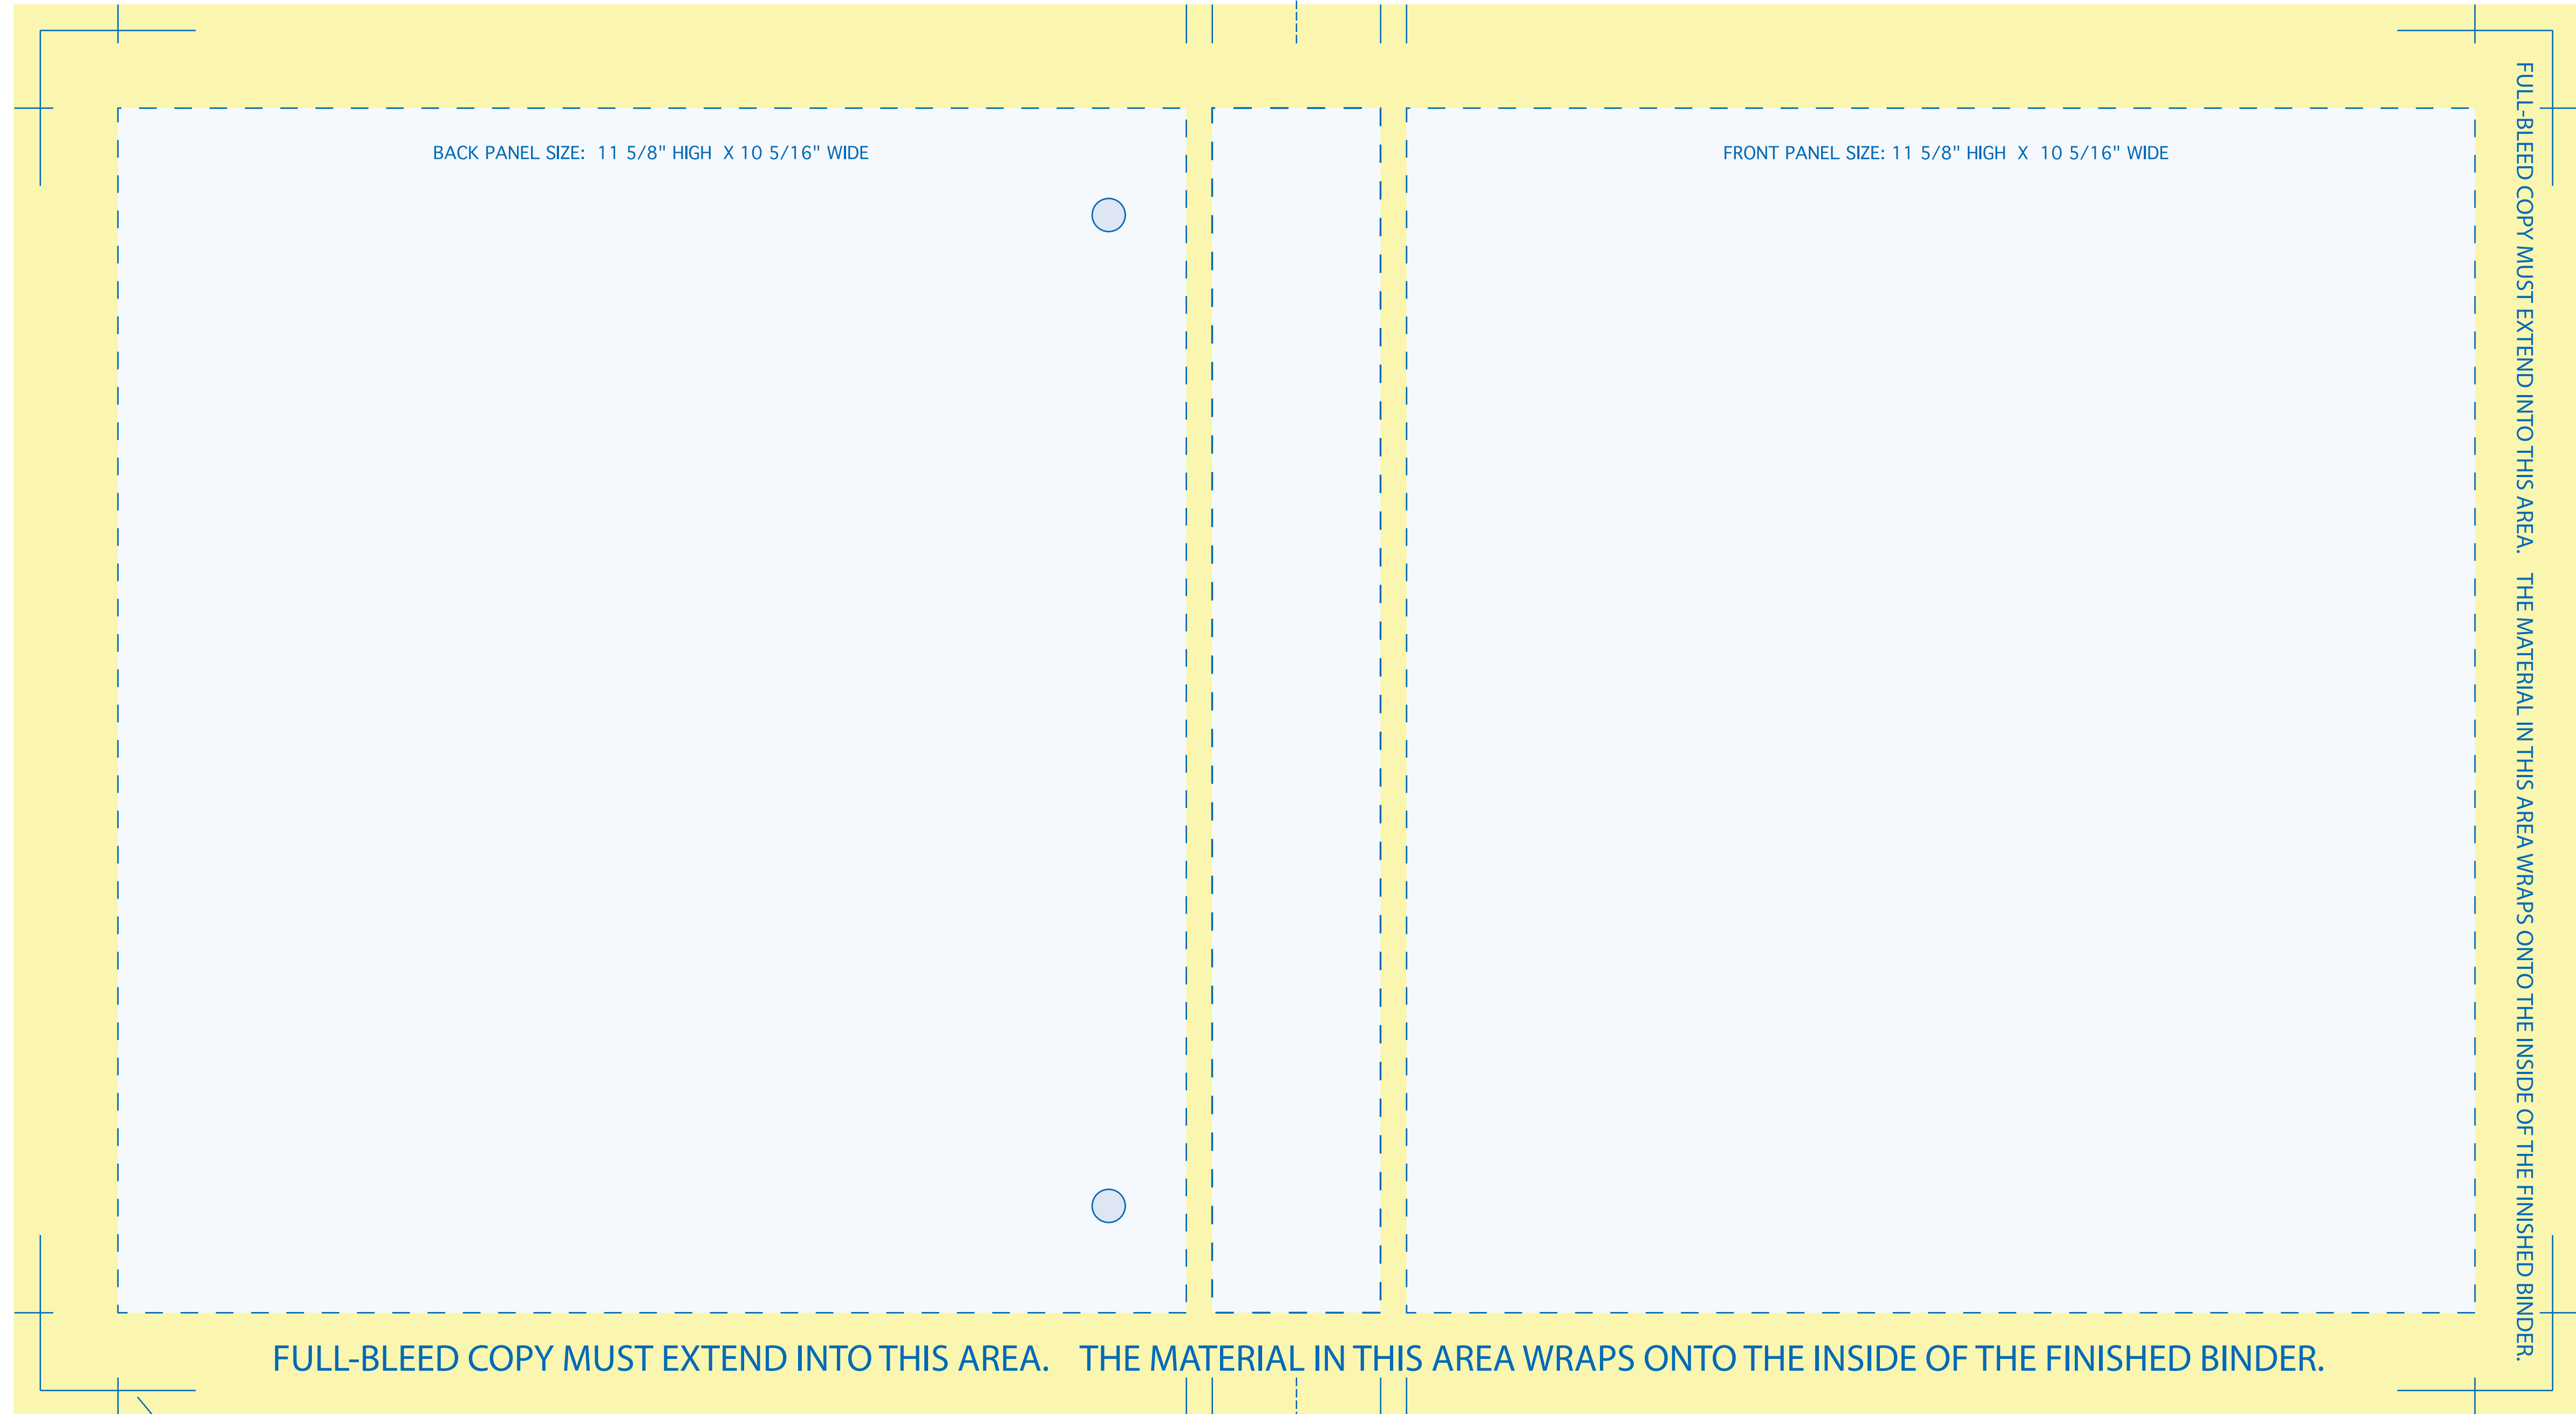 BACK PANEL SIZE:  11 5/8" HIGH  X 10 5/16" WIDE
FRONT PANEL SIZE: 11 5/8" HIGH  X  10 5/16" WIDE
FULL-BLEED COPY MUST EXTEND INTO THIS AREA.   THE MATERIAL IN THIS AREA WRAPS ONTO THE INSIDE OF THE FINISHED BINDER.
FULL-BLEED COPY MUST EXTEND INTO THIS AREA.   THE MATERIAL IN THIS AREA WRAPS ONTO THE INSIDE OF THE FINISHED BINDER.